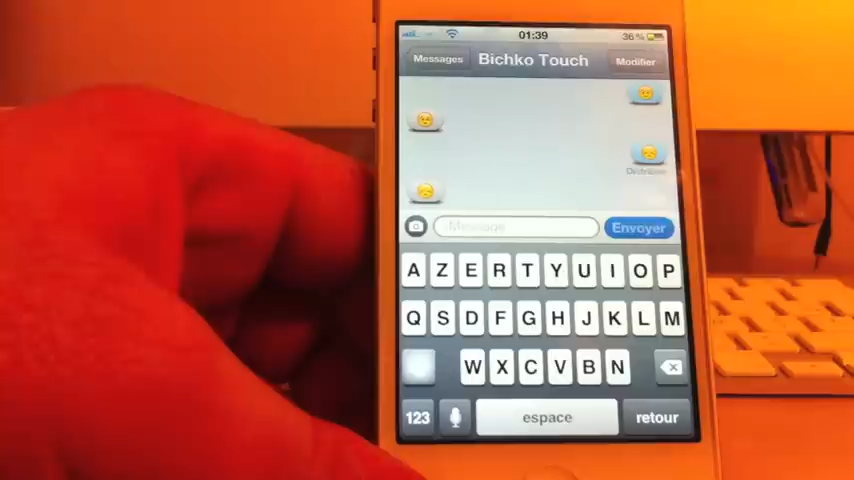 01:39 36 %
Messages Bichko Touch Modifier
Message Envoyer
A Z E R T Y U I O P
Q S D F G H J K L M
W X C V B N
123 espace retour